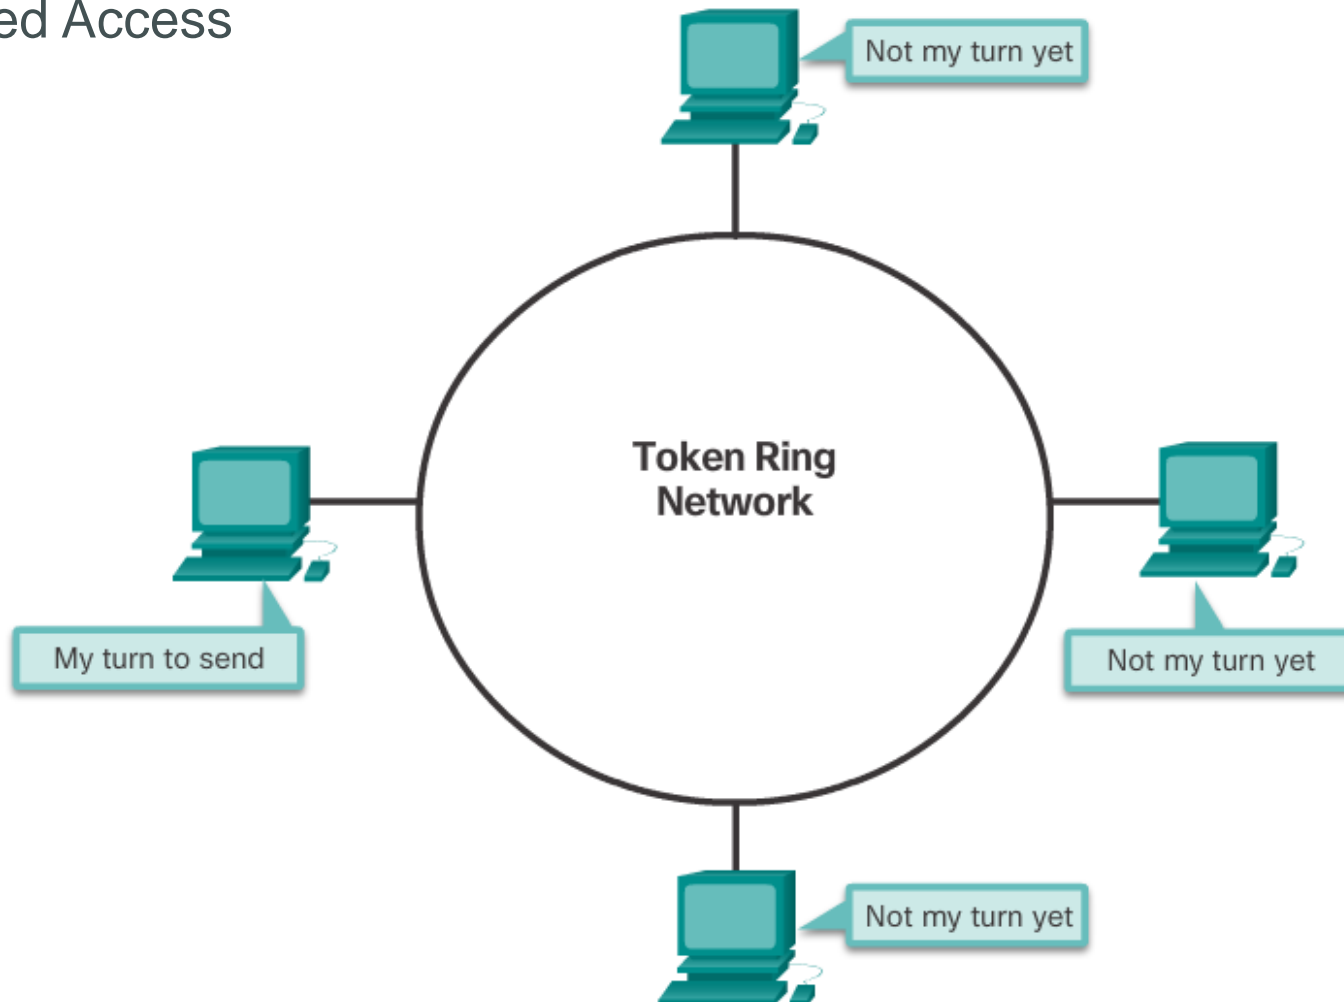 ed Access
Not my turn yet
Token Ring
Network
My turn to send
Not my turn yet
Not my turn yet